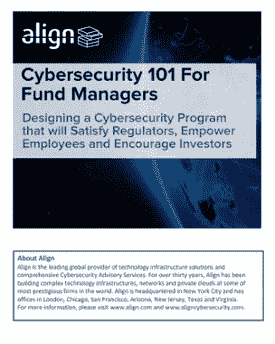 align
Cybersecurity 101 For
Fund Managers
Designing a Cybersecurity Program
that will Satisfy Regulators, Empower
Employees and Encourage Investors
About Align
Align is the leading global provider of technology infrastructure solutions and
comprehensive Cybersecurity Advisory Services. For over thirty years, Align has been
building complex technology infrastructures, networks and private clouds at some of
most prestigious firms in the world. Align is headquartered in New York City and has
offices in London, Chicago, San Francisco, Arizona, New Jersey, Texas and Virginia.
For more information, please visit www.align.com and www.aligncybersecurity.com.